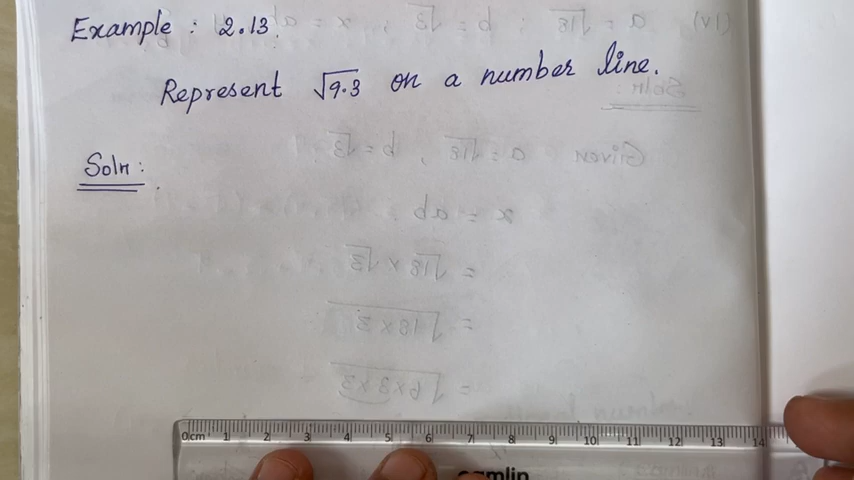 Example : 2.13.
Represent √9.3 on a number line.
Soln :
0cm 1 2 3 4 5 6 7 8 9 10 11 12 13 14
camlin